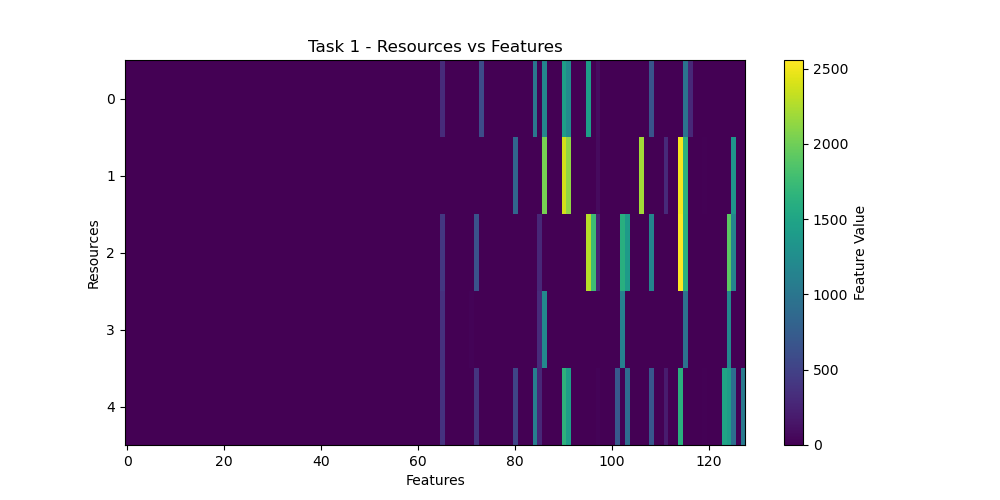 Task 1 - Resources vs Features
Resources
0
1
2
3
4
0 20 40 60 80 100 120
Features
2500
2000
1500
1000
500
0
Feature Value